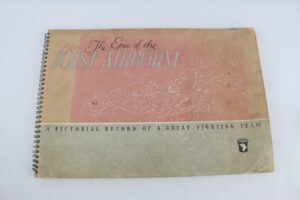 The Epic of the
101ST AIRBORNE
A PICTORIAL RECORD OF A GREAT FIGHTING TEAM